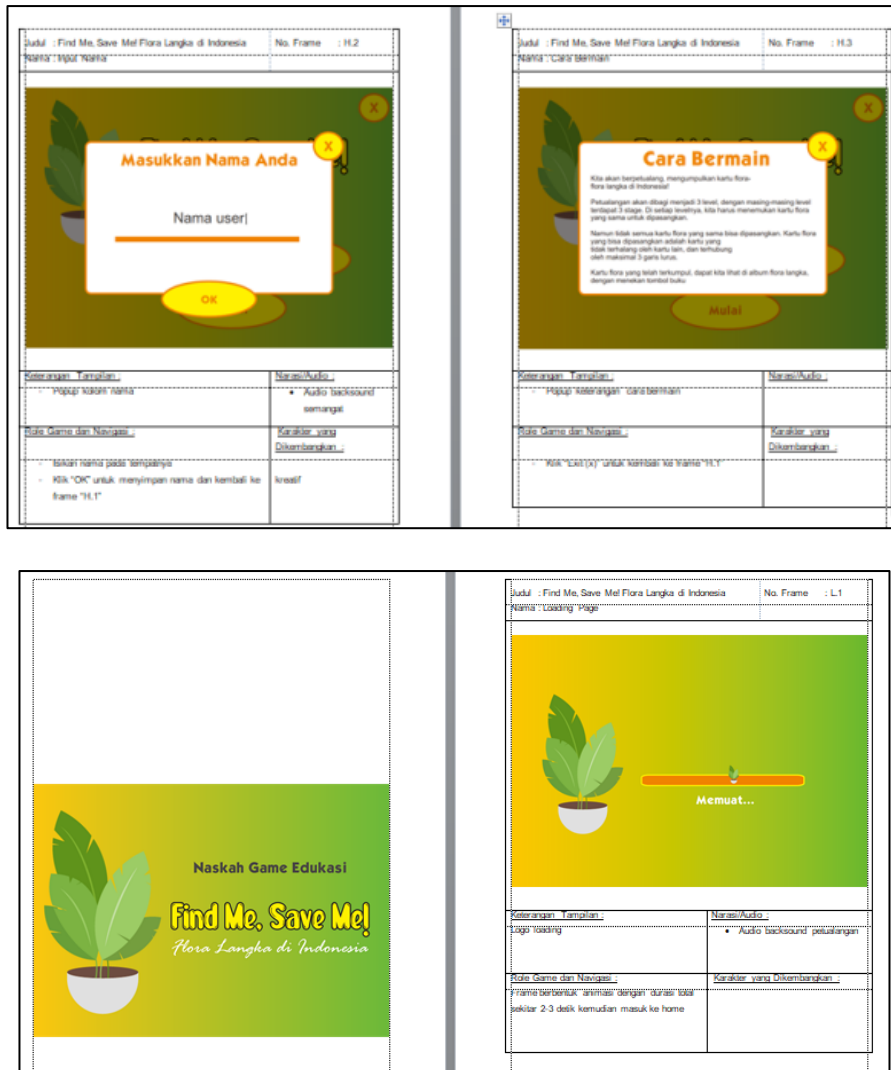 Judul : Find Me, Save Me! Flora Langka di Indonesia No. Frame : H.2
Nama : Input Nama
X
X
Masukkan Nama Anda
Nama user|
OK
Keterangan Tampilan :
- Popup kolom nama
Narasi/Audio :
• Audio backsound
semangat
Role Game dan Navigasi :
- Isikan nama pada tempatnya
- Klik "OK" untuk menyimpan nama dan kembali ke
frame "H.1"
Karakter yang
Dikembangkan :
kreatif
Judul : Find Me, Save Me! Flora Langka di Indonesia No. Frame : H.3
Nama : Cara Bermain
X
X
Cara Bermain
Kita akan berpetualang, mengumpulkan kartu flora-
flora langka di Indonesia!
Petualangan akan dibagi menjadi 3 level, dengan masing-masing level
terdapat 3 stage. Di setiap levelnya, kita harus menemukan kartu flora
yang sama untuk dipasangkan.
Namun tidak semua kartu flora yang sama bisa dipasangkan. Kartu flora
yang bisa dipasangkan adalah kartu yang
tidak terhalang oleh kartu lain, dan terhubung
oleh maksimal 3 garis lurus.
Kartu flora yang telah terkumpul, dapat kita lihat di album flora langka,
dengan menekan tombol buku
Mulai
Keterangan Tampilan :
- Popup keterangan cara bermain
Narasi/Audio :
Role Game dan Navigasi :
- Klik "Exit (x)" untuk kembali ke frame "H.1"
Karakter yang
Dikembangkan :
Naskah Game Edukasi
Find Me, Save Me!
Flora Langka di Indonesia
Judul : Find Me, Save Me! Flora Langka di Indonesia No. Frame : L.1
Nama : Loading Page
Memuat...
Keterangan Tampilan :
Logo loading
Narasi/Audio :
• Audio backsound petualangan
Role Game dan Navigasi :
Frame berbentuk animasi dengan durasi total
sekitar 2-3 detik kemudian masuk ke home
Karakter yang Dikembangkan :